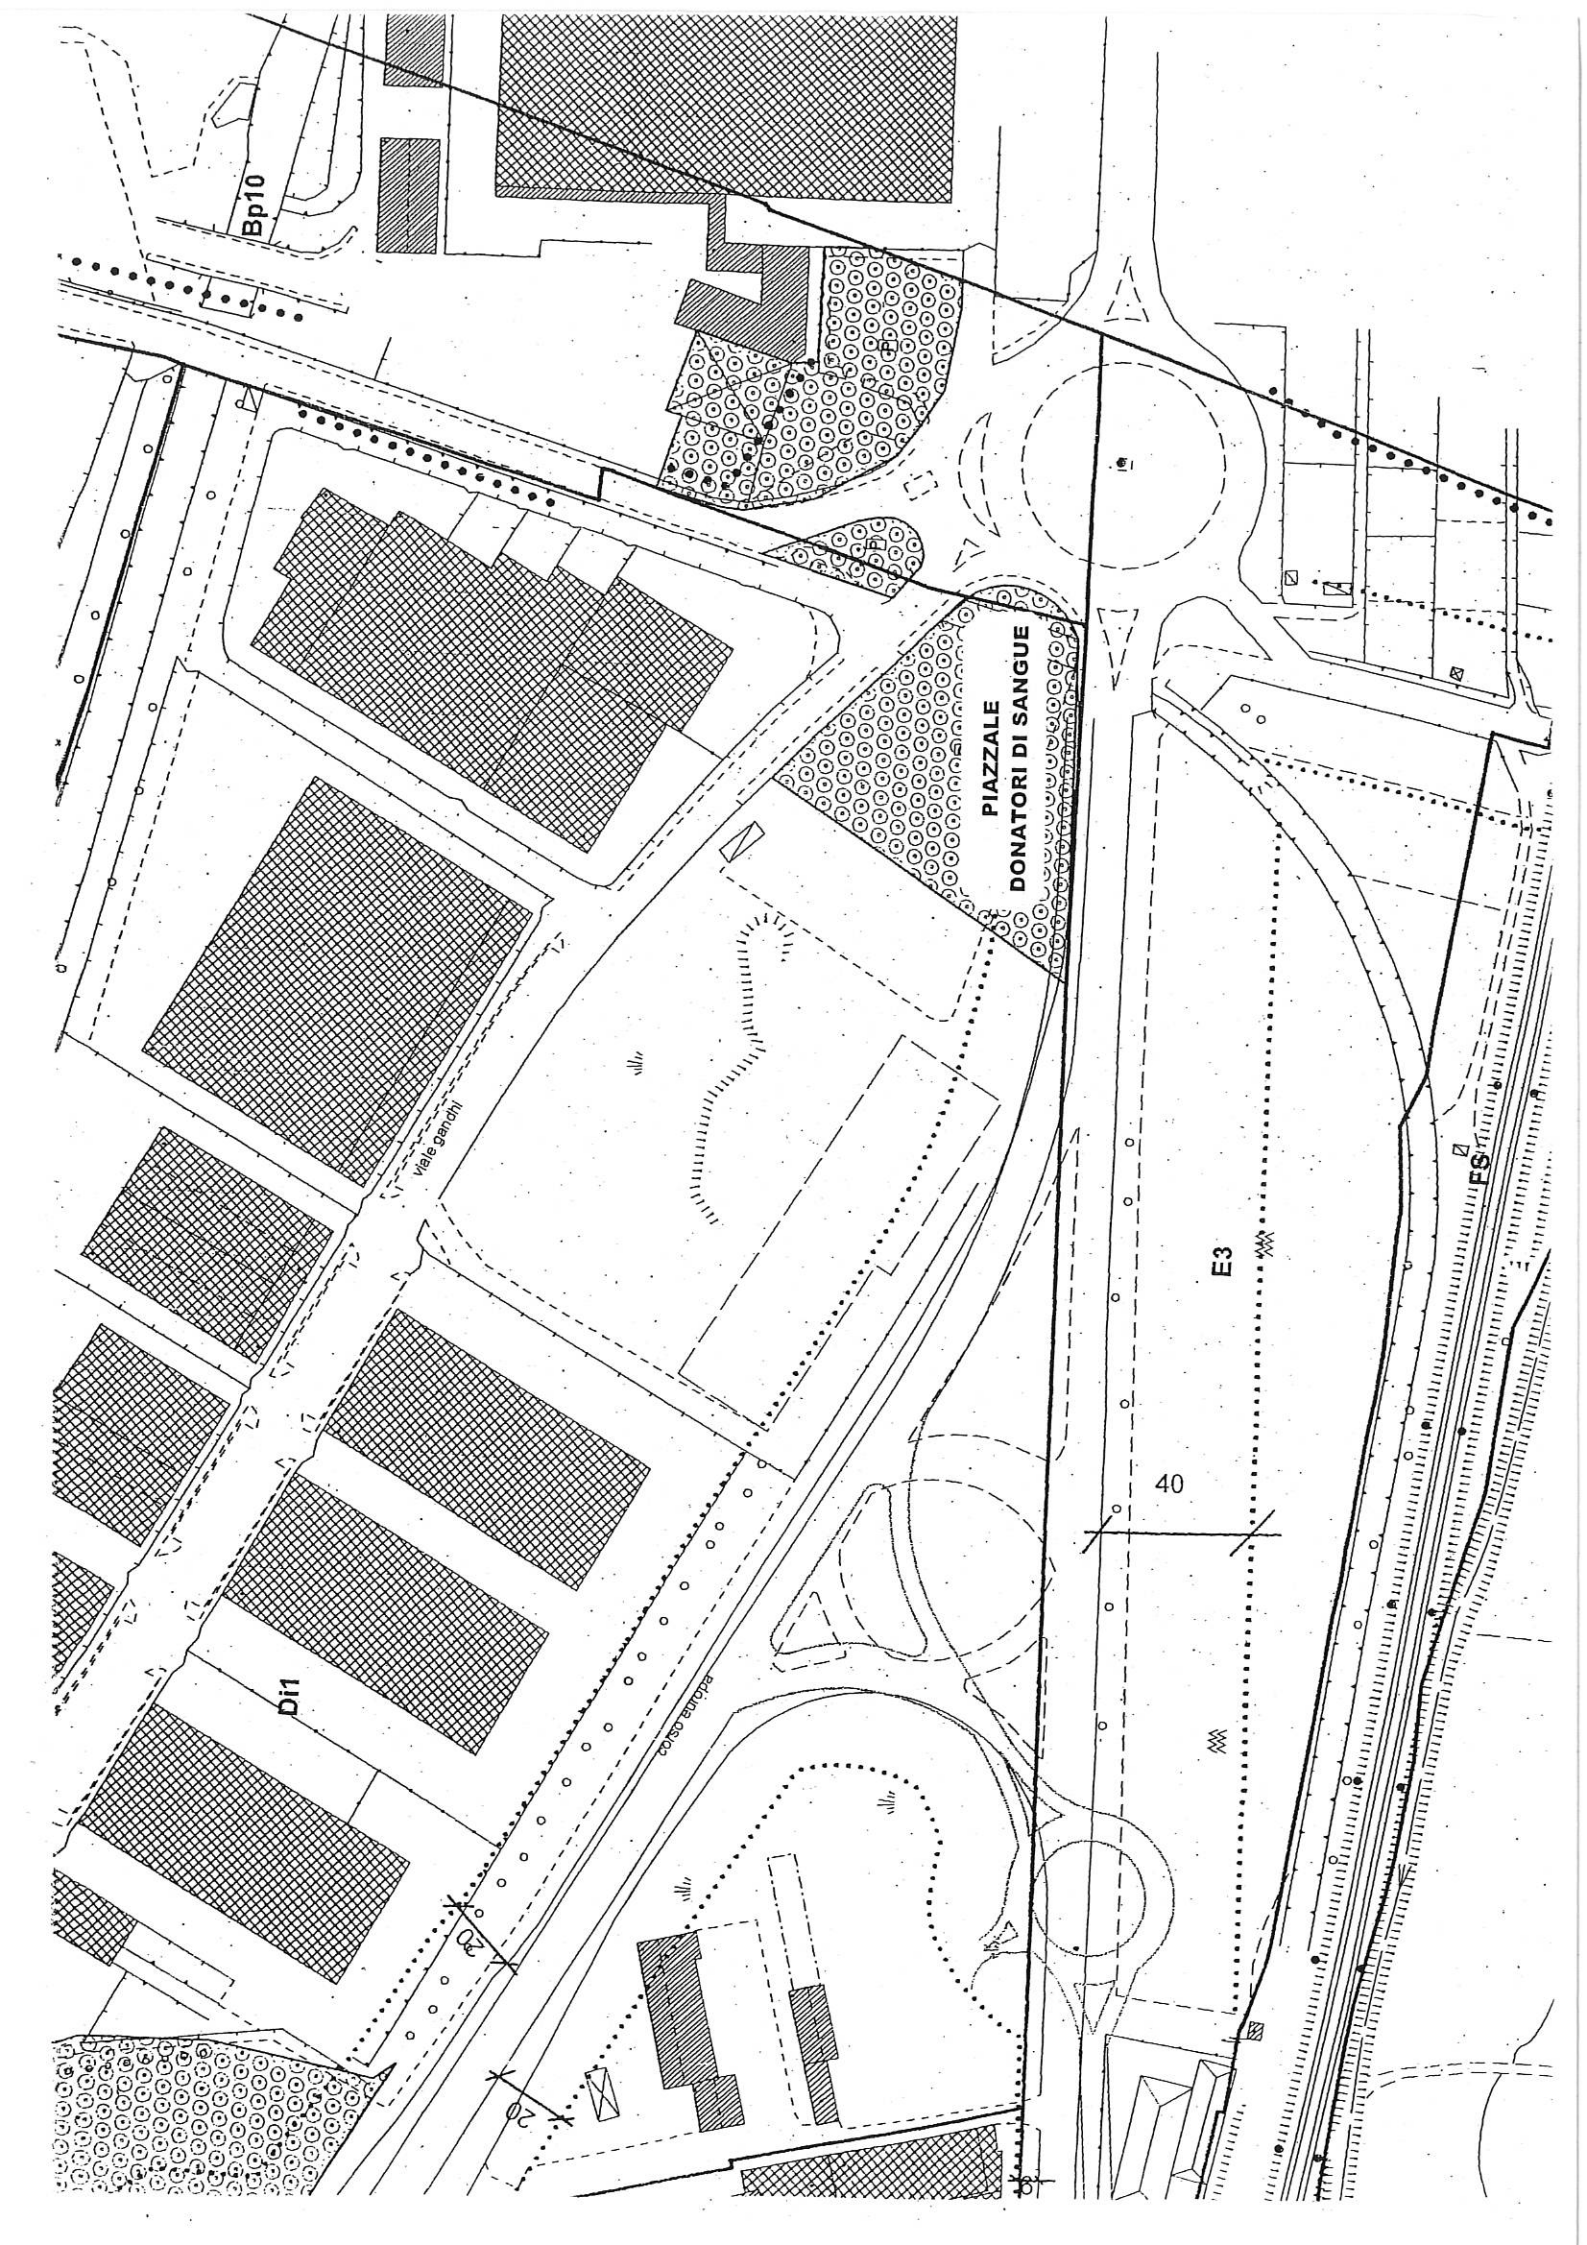 Bp10
P
P
PIAZZALE
DONATORI DI SANGUE
viale gandhi
E3
FS
40
Di1
corso europa
20
20